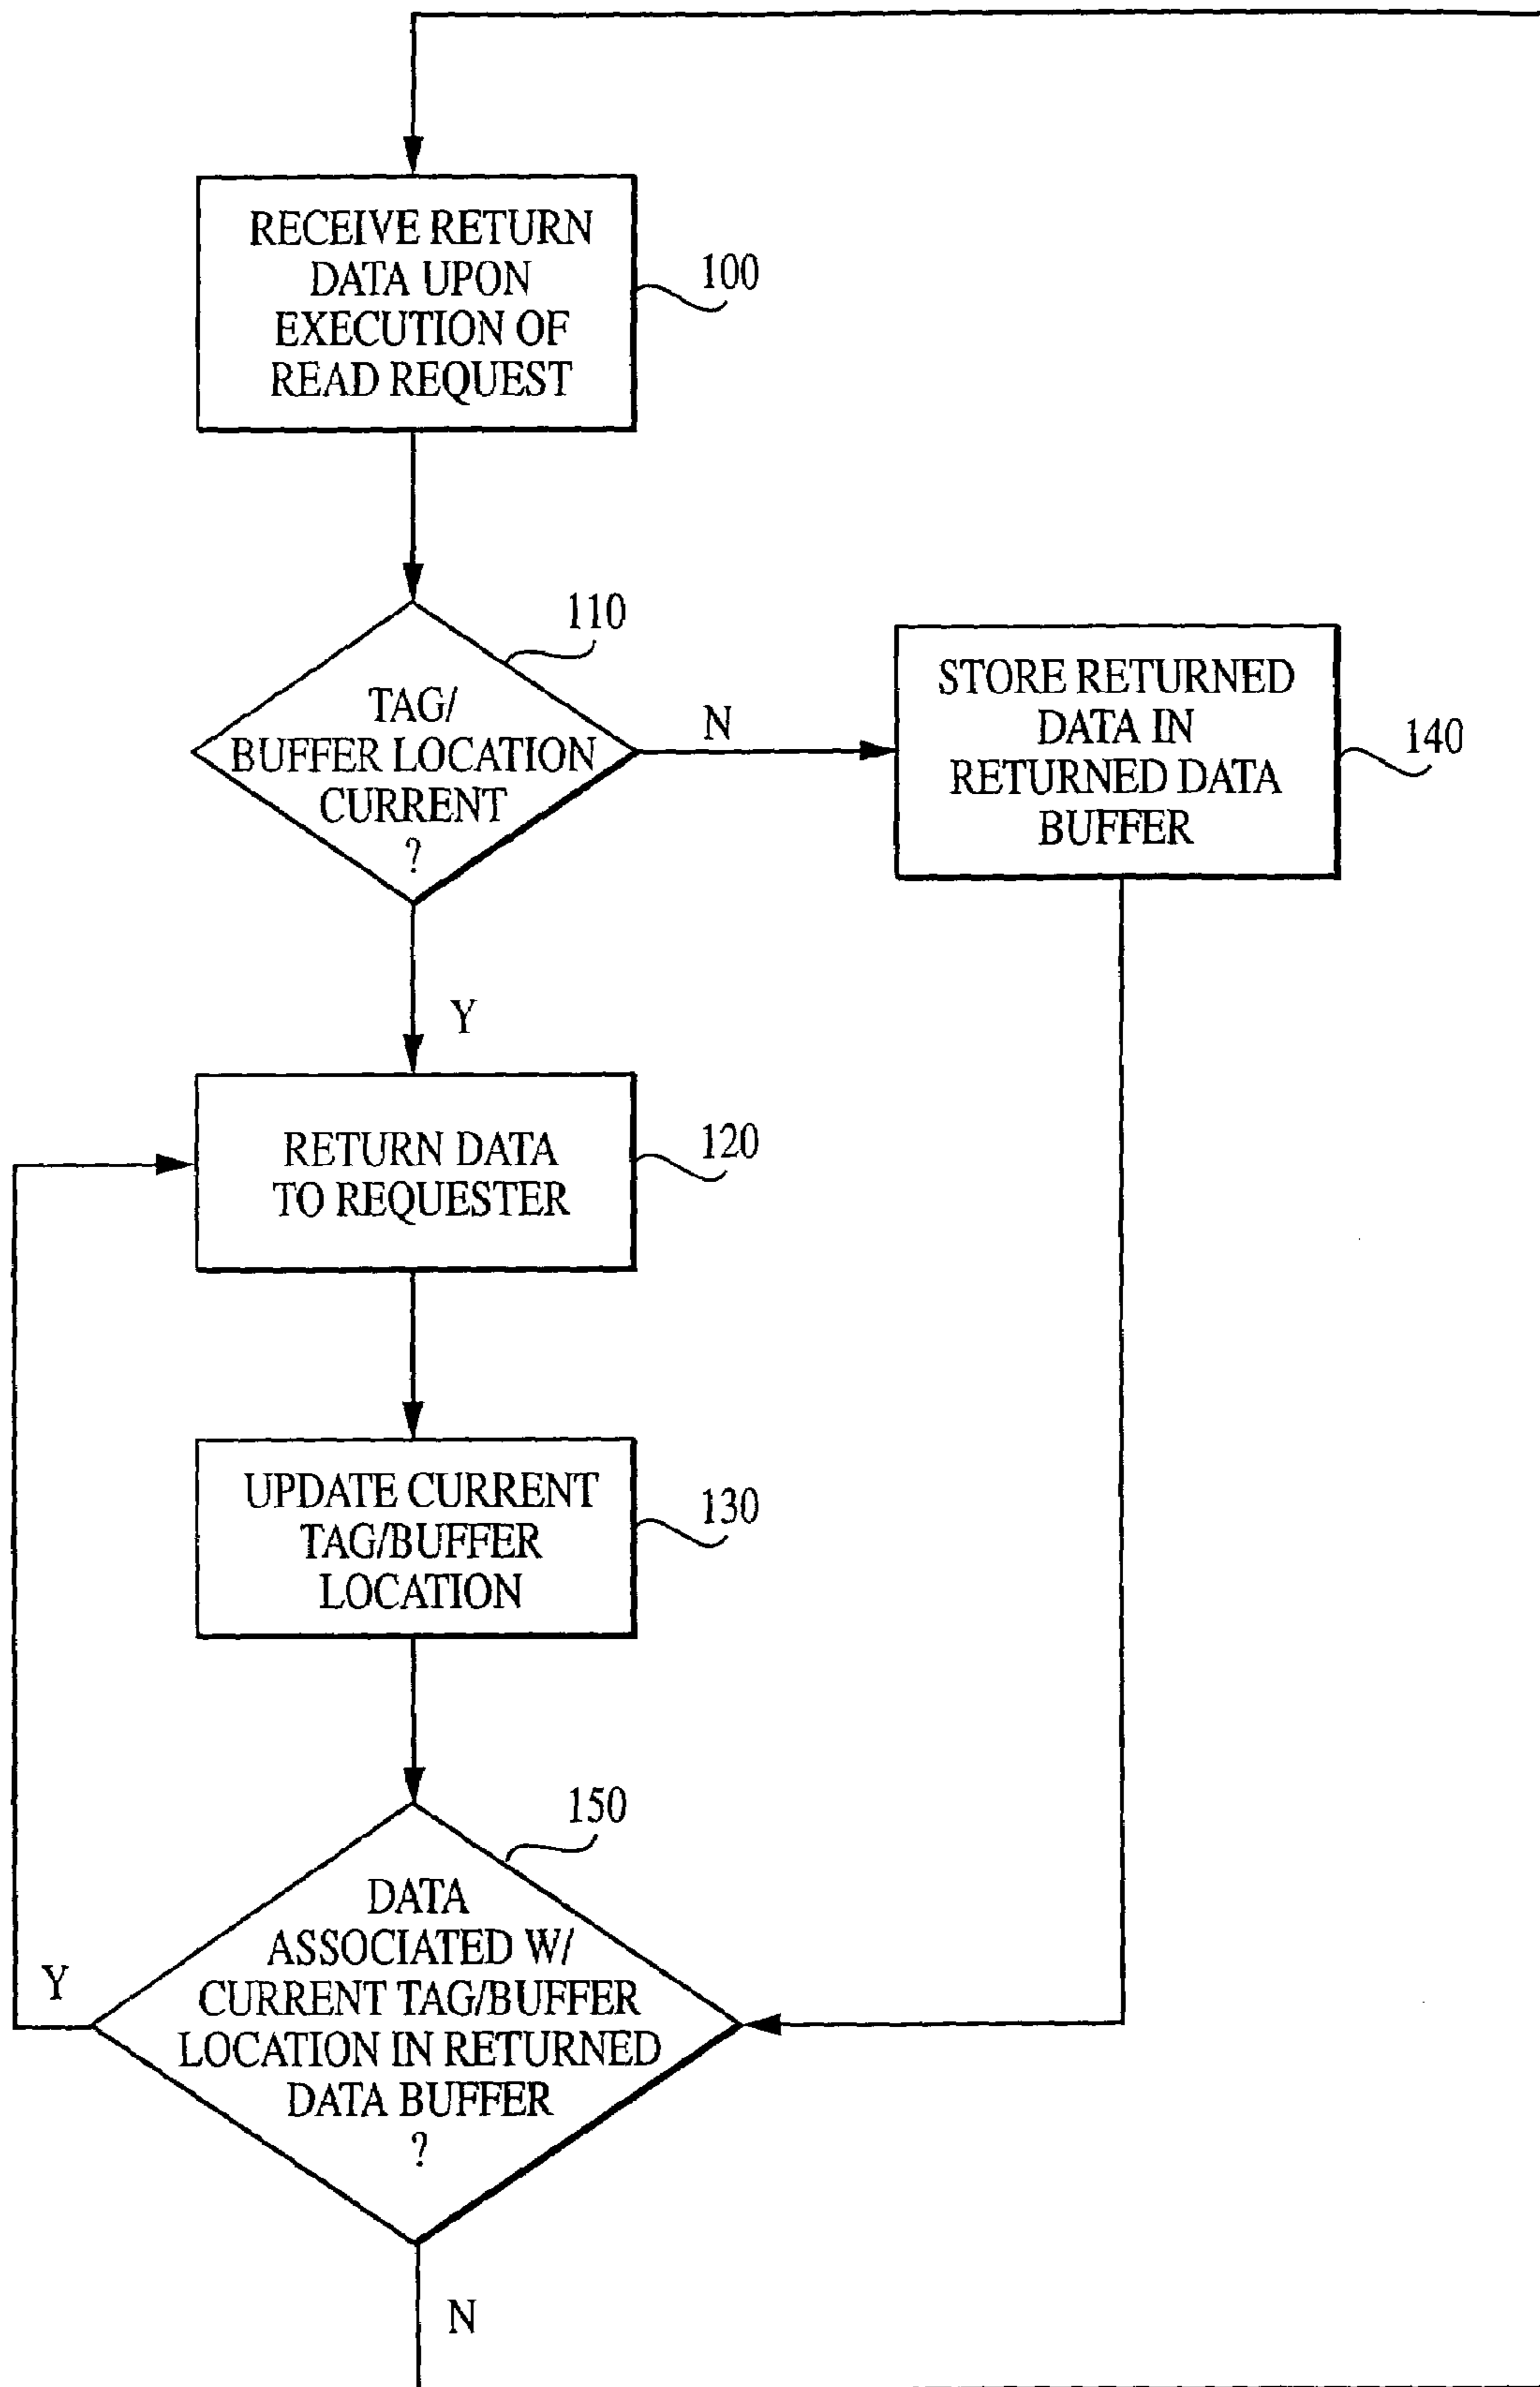 RECEIVE RETURN
DATA UPON
EXECUTION OF
READ REQUEST
100
110
TAG/
BUFFER LOCATION
CURRENT
?
N
STORE RETURNED
DATA IN
RETURNED DATA
BUFFER
140
Y
RETURN DATA
TO REQUESTER
120
UPDATE CURRENT
TAG/BUFFER
LOCATION
130
150
DATA
ASSOCIATED W/
CURRENT TAG/BUFFER
LOCATION IN RETURNED
DATA BUFFER
?
Y
N